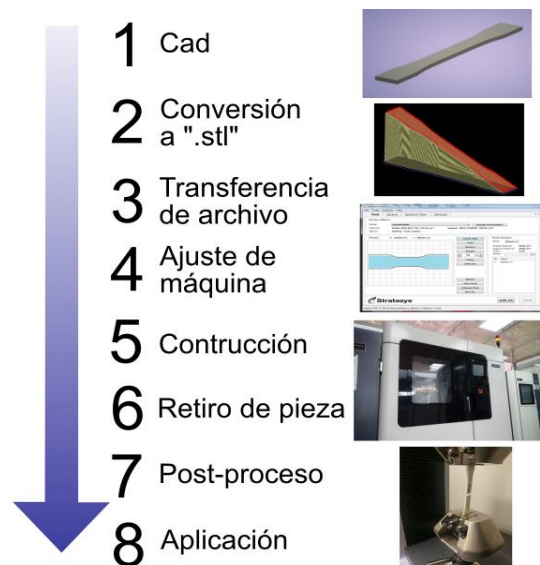 1 Cad
2 Conversión
a ".stl"
3 Transferencia
de archivo
4 Ajuste de
máquina
5 Contrucción
6 Retiro de pieza
7 Post-proceso
8 Aplicación
Stratasys